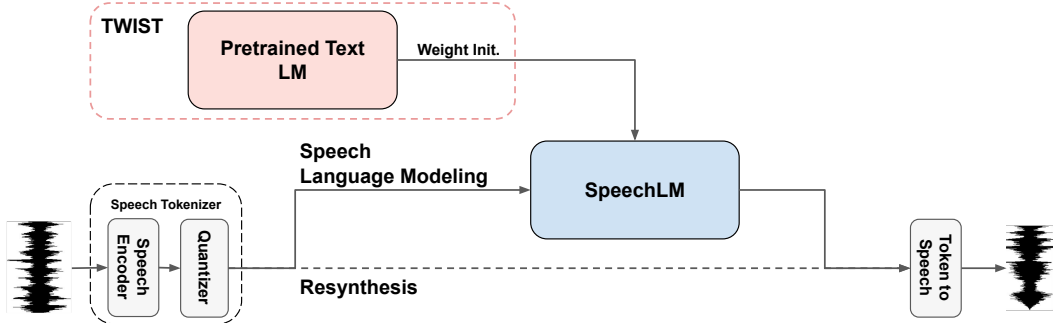 TWIST
Pretrained Text
LM
Weight Init.
Speech
Language Modeling
SpeechLM
Speech Tokenizer
Speech
Encoder
Quantizer
Resynthesis
Token to
Speech